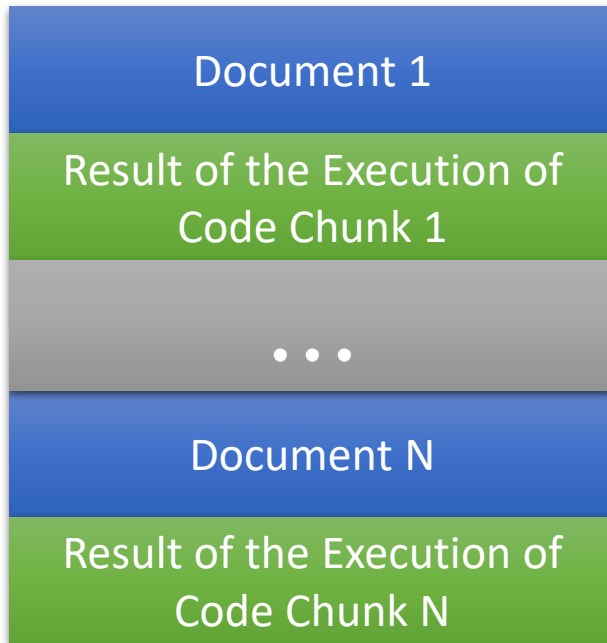 Document 1
Result of the Execution of
Code Chunk 1
...
Document N
Result of the Execution of
Code Chunk N